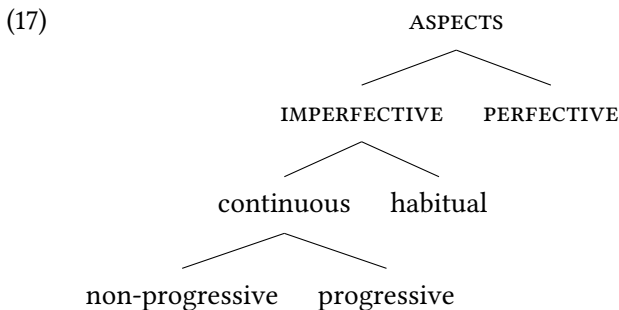 (17) ASPECTS
IMPERFECTIVE PERFECTIVE
continuous habitual
non-progressive progressive